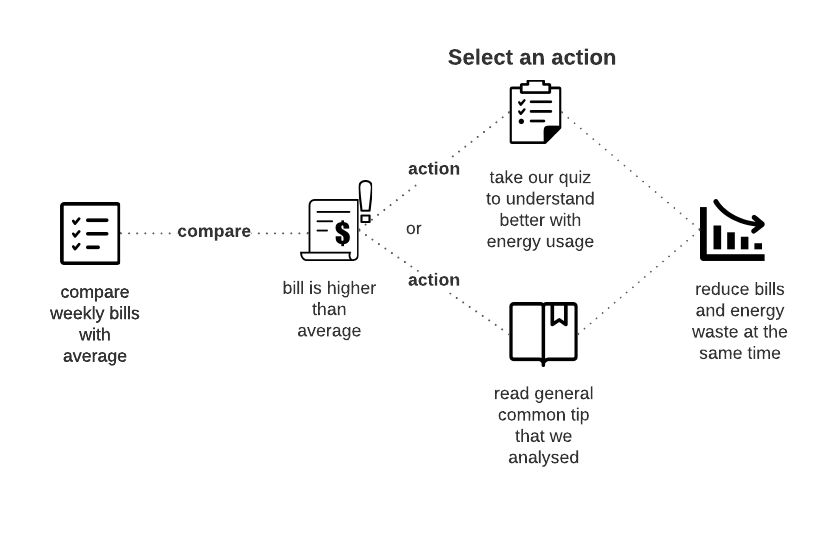 Select an action
action
take our quiz
to understand
better with
energy usage
compare
or
compare
weekly bills
with
average
bill is higher
than
average
$
action
reduce bills
and energy
waste at the
same time
read general
common tip
that we
analysed